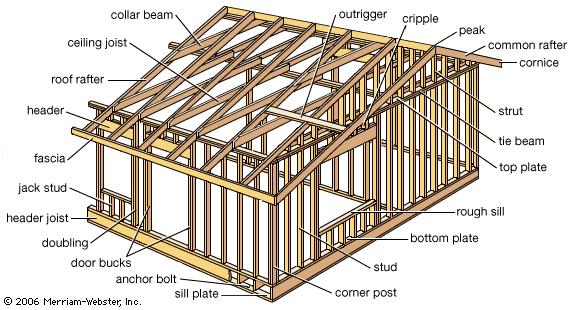 collar beam
ceiling joist
roof rafter
header
fascia
jack stud
header joist
doubling
door bucks
anchor bolt
sill plate
outrigger
cripple
peak
common rafter
cornice
strut
tie beam
top plate
rough sill
bottom plate
stud
corner post
© 2006 Merriam-Webster, Inc.